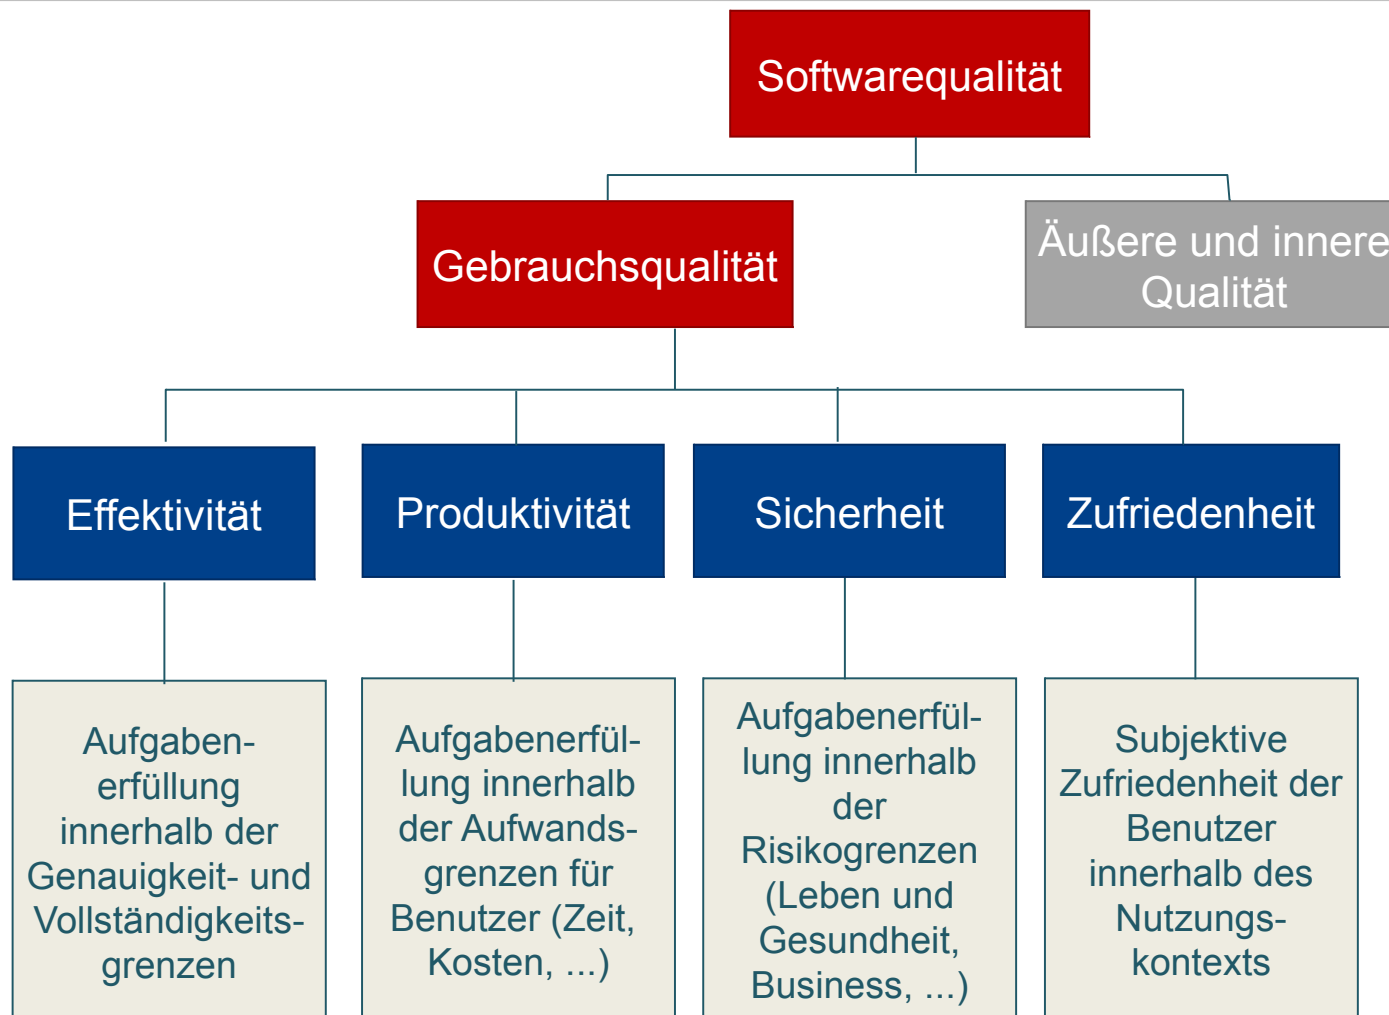 Softwarequalität
Gebrauchsqualität
Äußere und innere
Qualität
Effektivität
Produktivität
Sicherheit
Zufriedenheit
Aufgaben-
erfüllung
innerhalb der
Genauigkeit- und
Vollständigkeits-
grenzen
Aufgabenerfül-
lung innerhalb
der Aufwands-
grenzen für
Benutzer (Zeit,
Kosten, ...)
Aufgabenerfül-
lung innerhalb
der
Risikogrenzen
(Leben und
Gesundheit,
Business, ...)
Subjektive
Zufriedenheit der
Benutzer
innerhalb des
Nutzungs-
kontexts